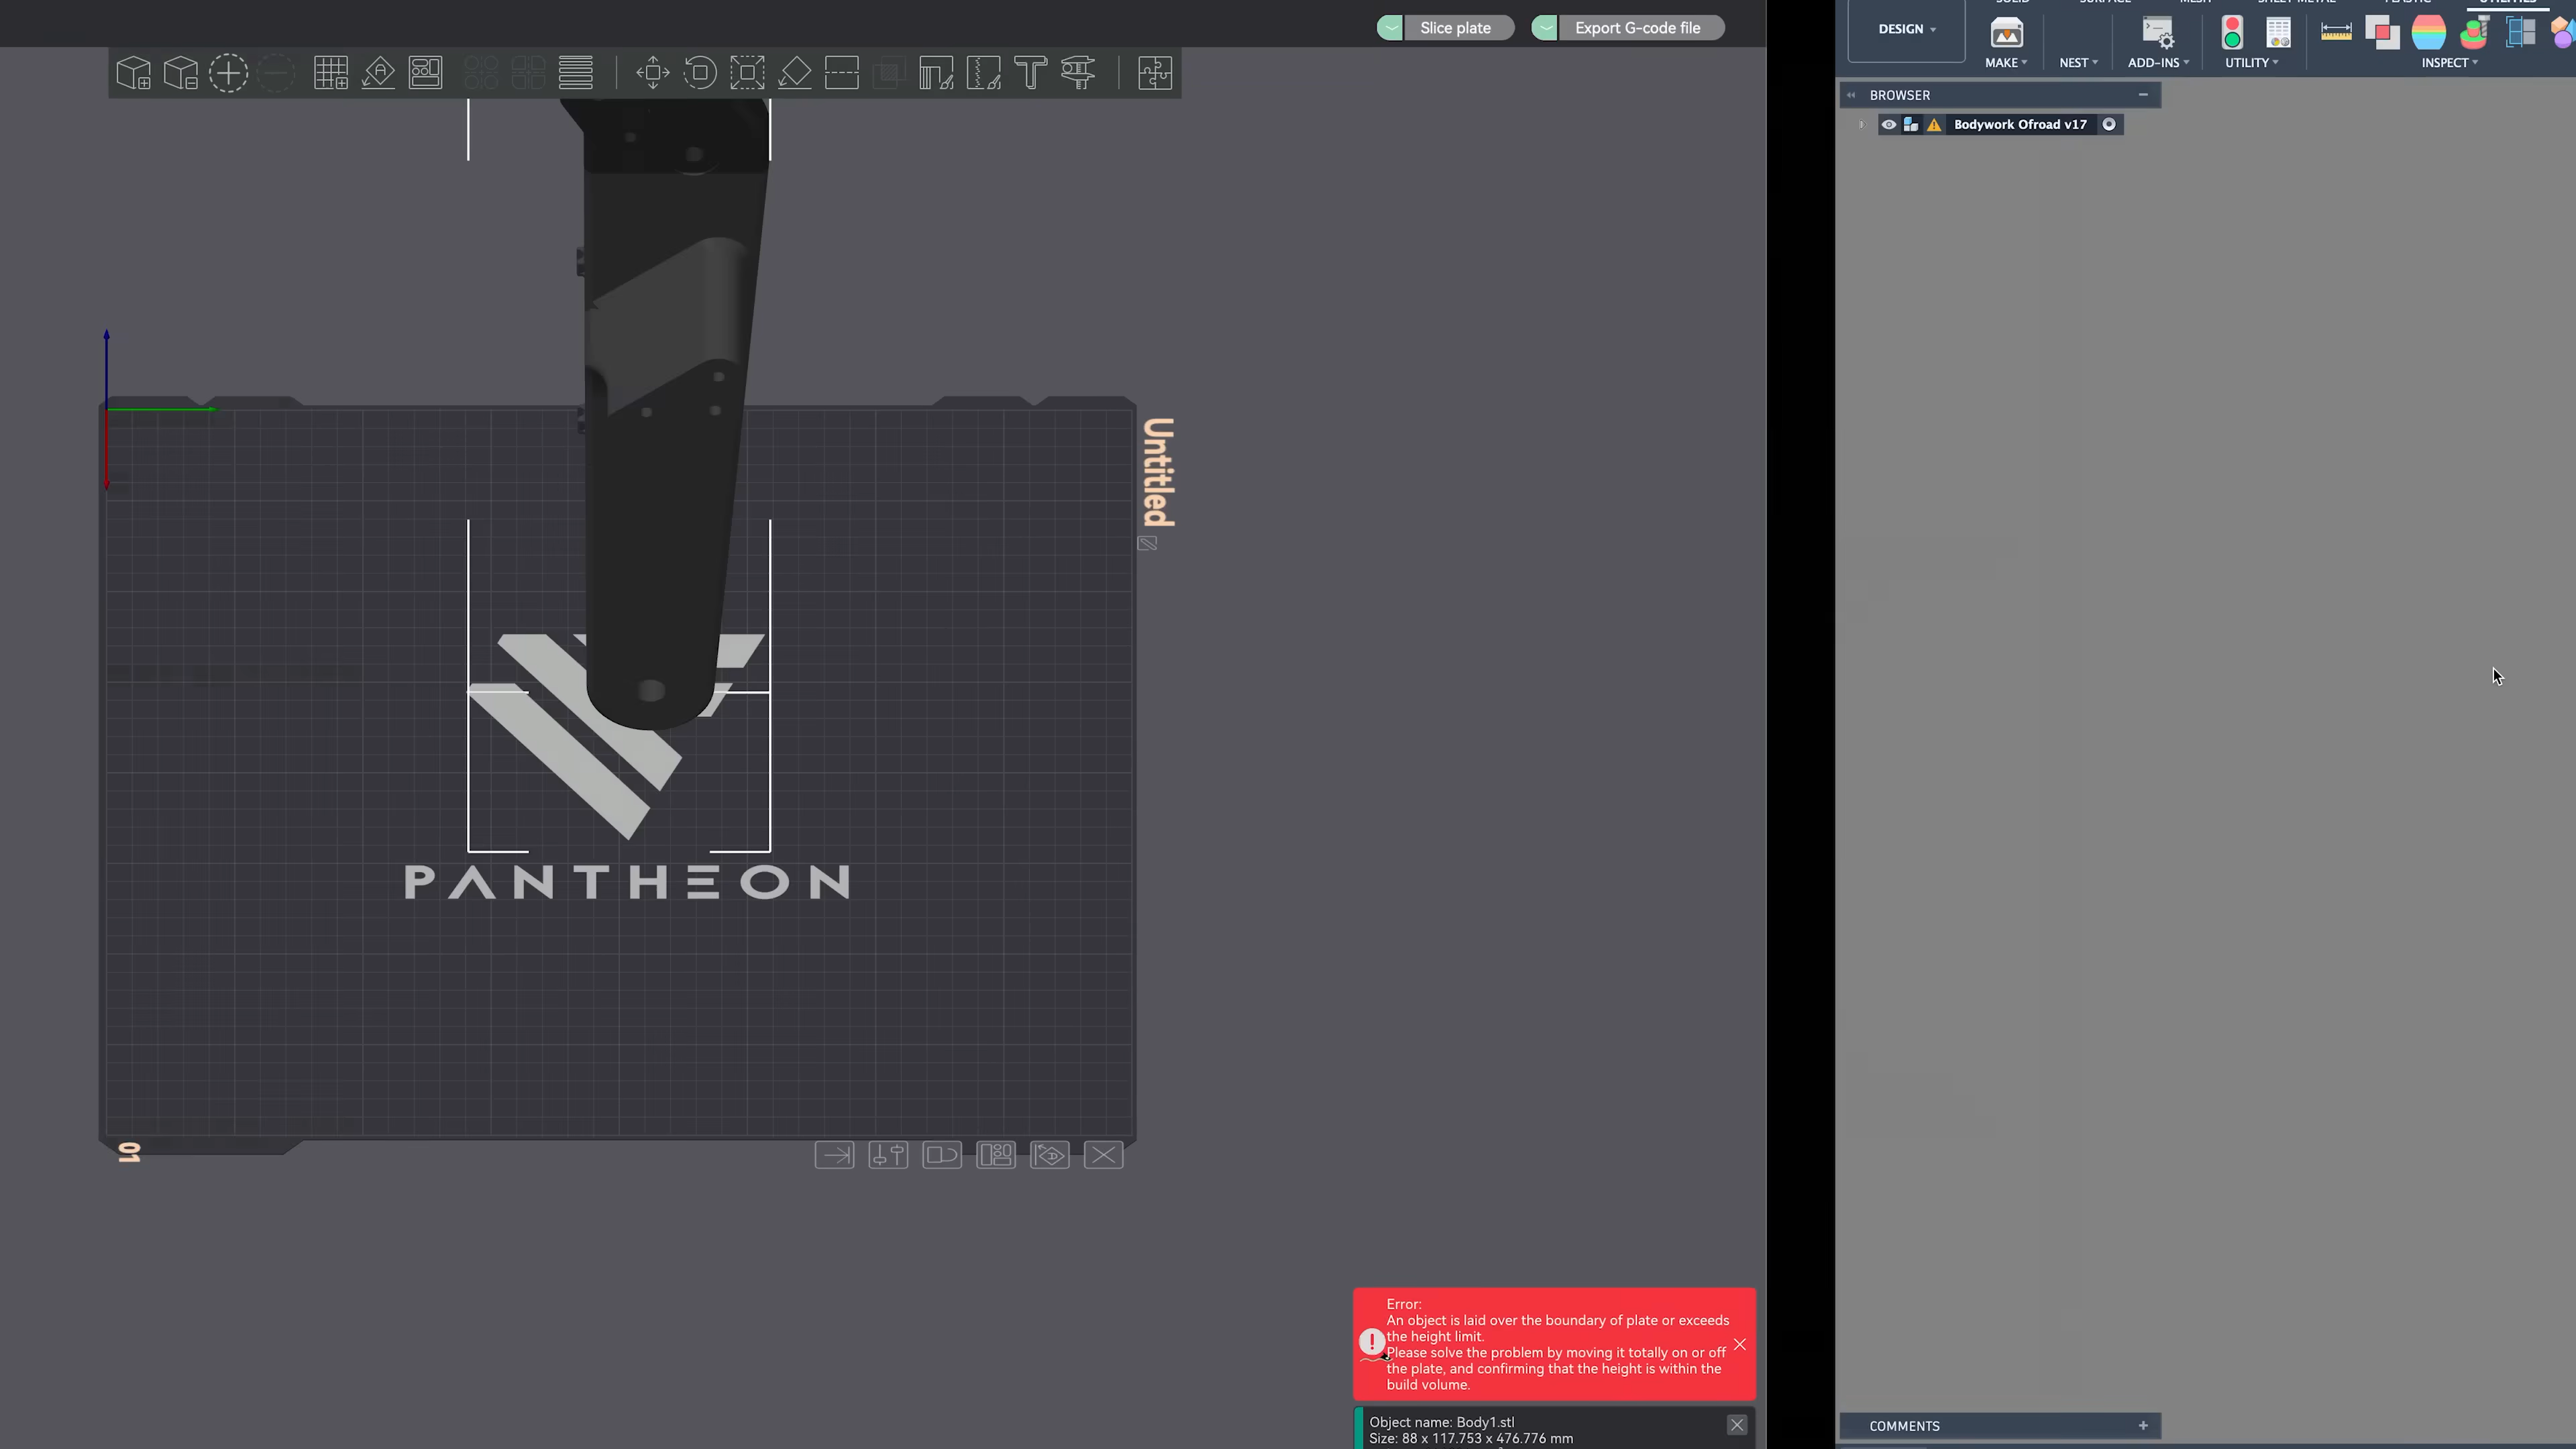 Slice plate
Export G-code file
Untitled
PANTHEON
01
Error:
An object is laid over the boundary of plate or exceeds
the height limit.
Please solve the problem by moving it totally on or off
the plate, and confirming that the height is within the
build volume.
Object name: Body1.stl
Size: 88 x 117.753 x 476.776 mm
DESIGN
MAKE
NEST
ADD-INS
UTILITY
INSPECT
BROWSER
Bodywork Ofroad v17
COMMENTS